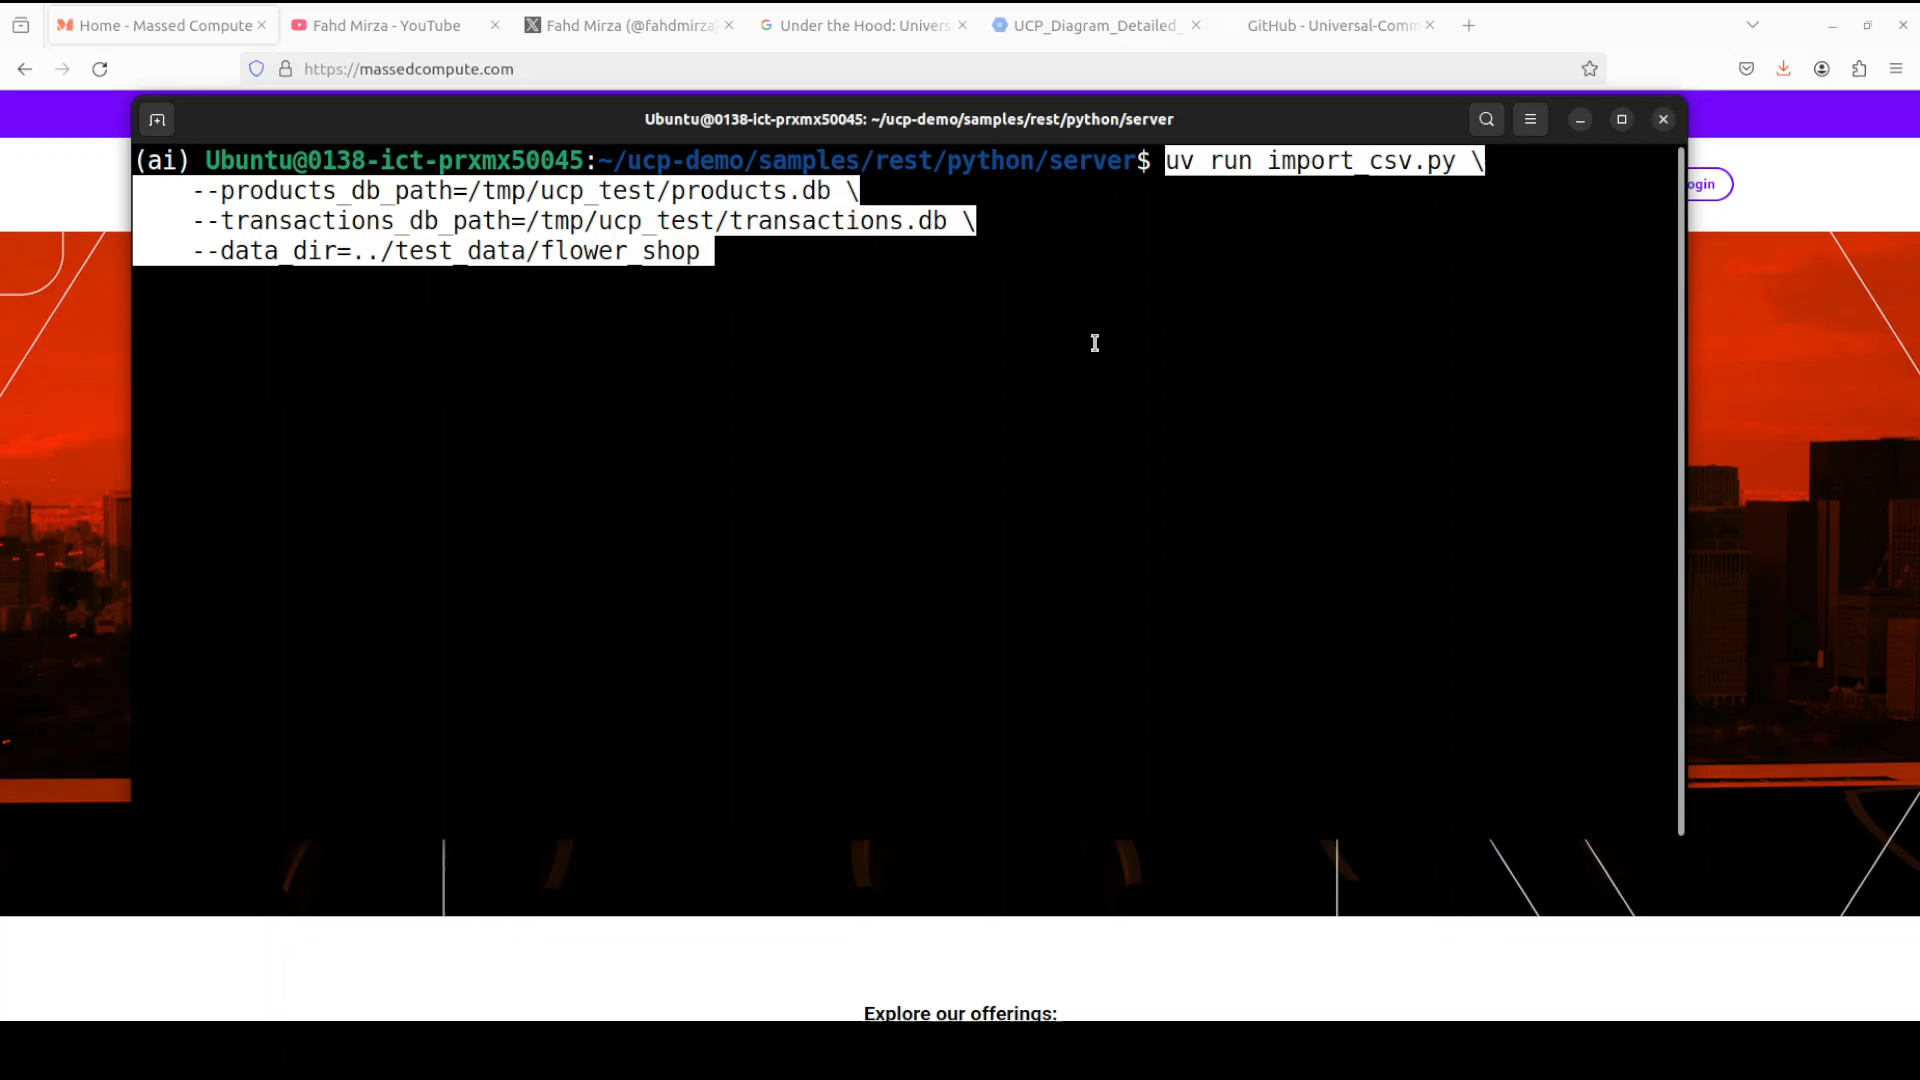 Home - Massed Compute
Fahd Mirza - YouTube
Fahd Mirza (@fahdmirza)
Under the Hood: Univers
UCP_Diagram_Detailed_
GitHub - Universal-Comm
https://massedcompute.com
Ubuntu@0138-ict-prxmx50045: ~/ucp-demo/samples/rest/python/server
(ai) Ubuntu@0138-ict-prxmx50045:~/ucp-demo/samples/rest/python/server$ uv run import_csv.py \
--products_db_path=/tmp/ucp_test/products.db \
ogin
--transactions_db_path=/tmp/ucp_test/transactions.db \
--data_dir=../test_data/flower_shop
Explore our offerings: